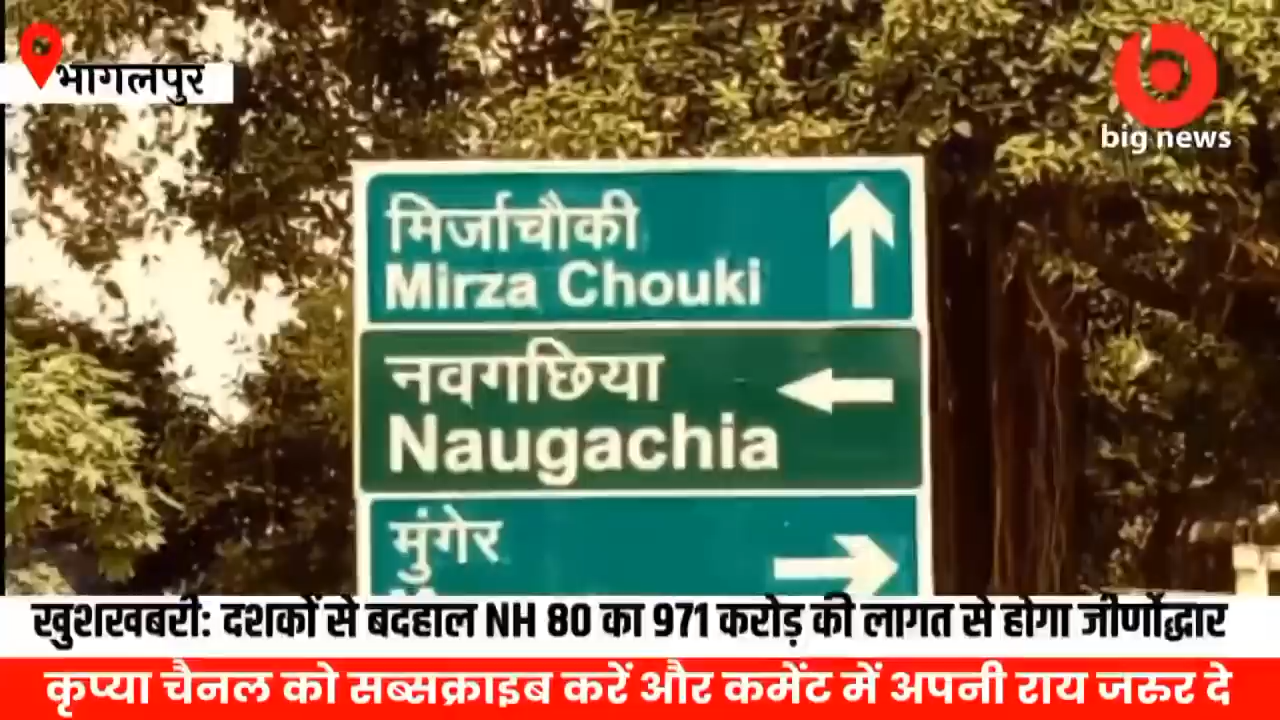 भागलपुर
big news
मिर्जाचौकी
Mirza Chouki
नवगछिया
Naugachia
मुंगेर
खुशखबरी: दशकों से बदहाल NH 80 का 971 करोड़ की लागत से होगा जीर्णोद्धार
कृप्या चैनल को सब्सक्राइब करें और कमेंट में अपनी राय जरुर दे